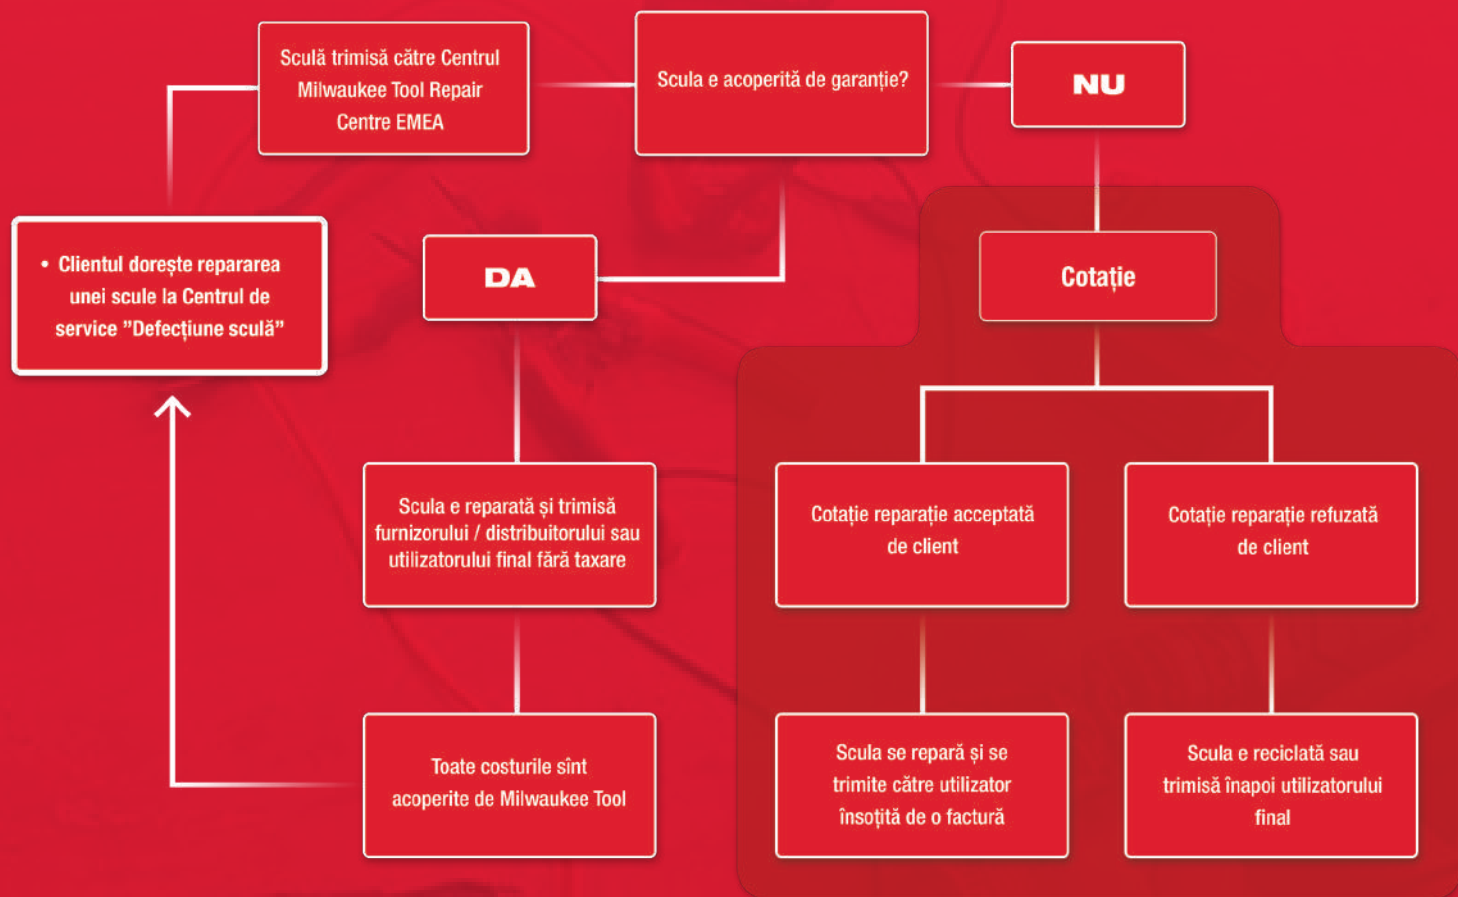 Sculă trimisă către Centrul
Milwaukee Tool Repair
Centre EMEA
Scula e acoperită de garanție?
NU
• Clientul dorește repararea
unei scule la Centrul de
service ”Defecțiune sculă”
DA
Cotație
Scula e reparată și trimisă
furnizorului / distribuitorului sau
utilizatorului final fără taxare
Cotație reparație acceptată
de client
Cotație reparație refuzată
de client
Toate costurile sînt
acoperite de Milwaukee Tool
Scula se repară și se
trimite către utilizator
însoțită de o factură
Scula e reciclată sau
trimisă înapoi utilizatorului
final